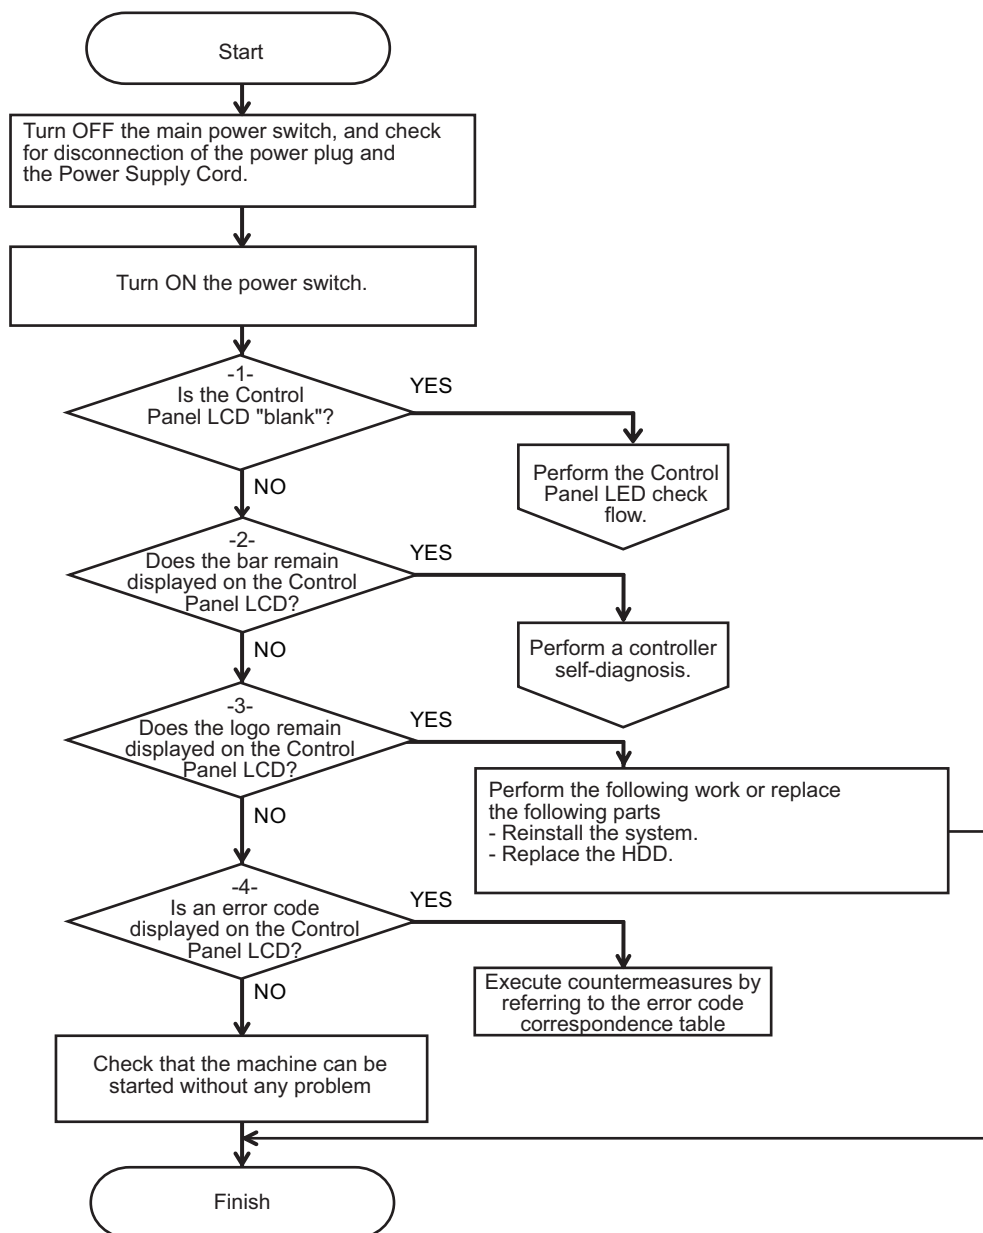 Start
Turn OFF the main power switch, and check
for disconnection of the power plug and
the Power Supply Cord.
Turn ON the power switch.
-1-
Is the Control
Panel LCD "blank"?
YES
Perform the Control
Panel LED check
flow.
NO
-2-
Does the bar remain
displayed on the Control
Panel LCD?
YES
Perform a controller
self-diagnosis.
NO
-3-
Does the logo remain
displayed on the Control
Panel LCD?
YES
Perform the following work or replace
the following parts
- Reinstall the system.
- Replace the HDD.
NO
-4-
Is an error code
displayed on the Control
Panel LCD?
YES
Execute countermeasures by
referring to the error code
correspondence table
NO
Check that the machine can be
started without any problem
Finish